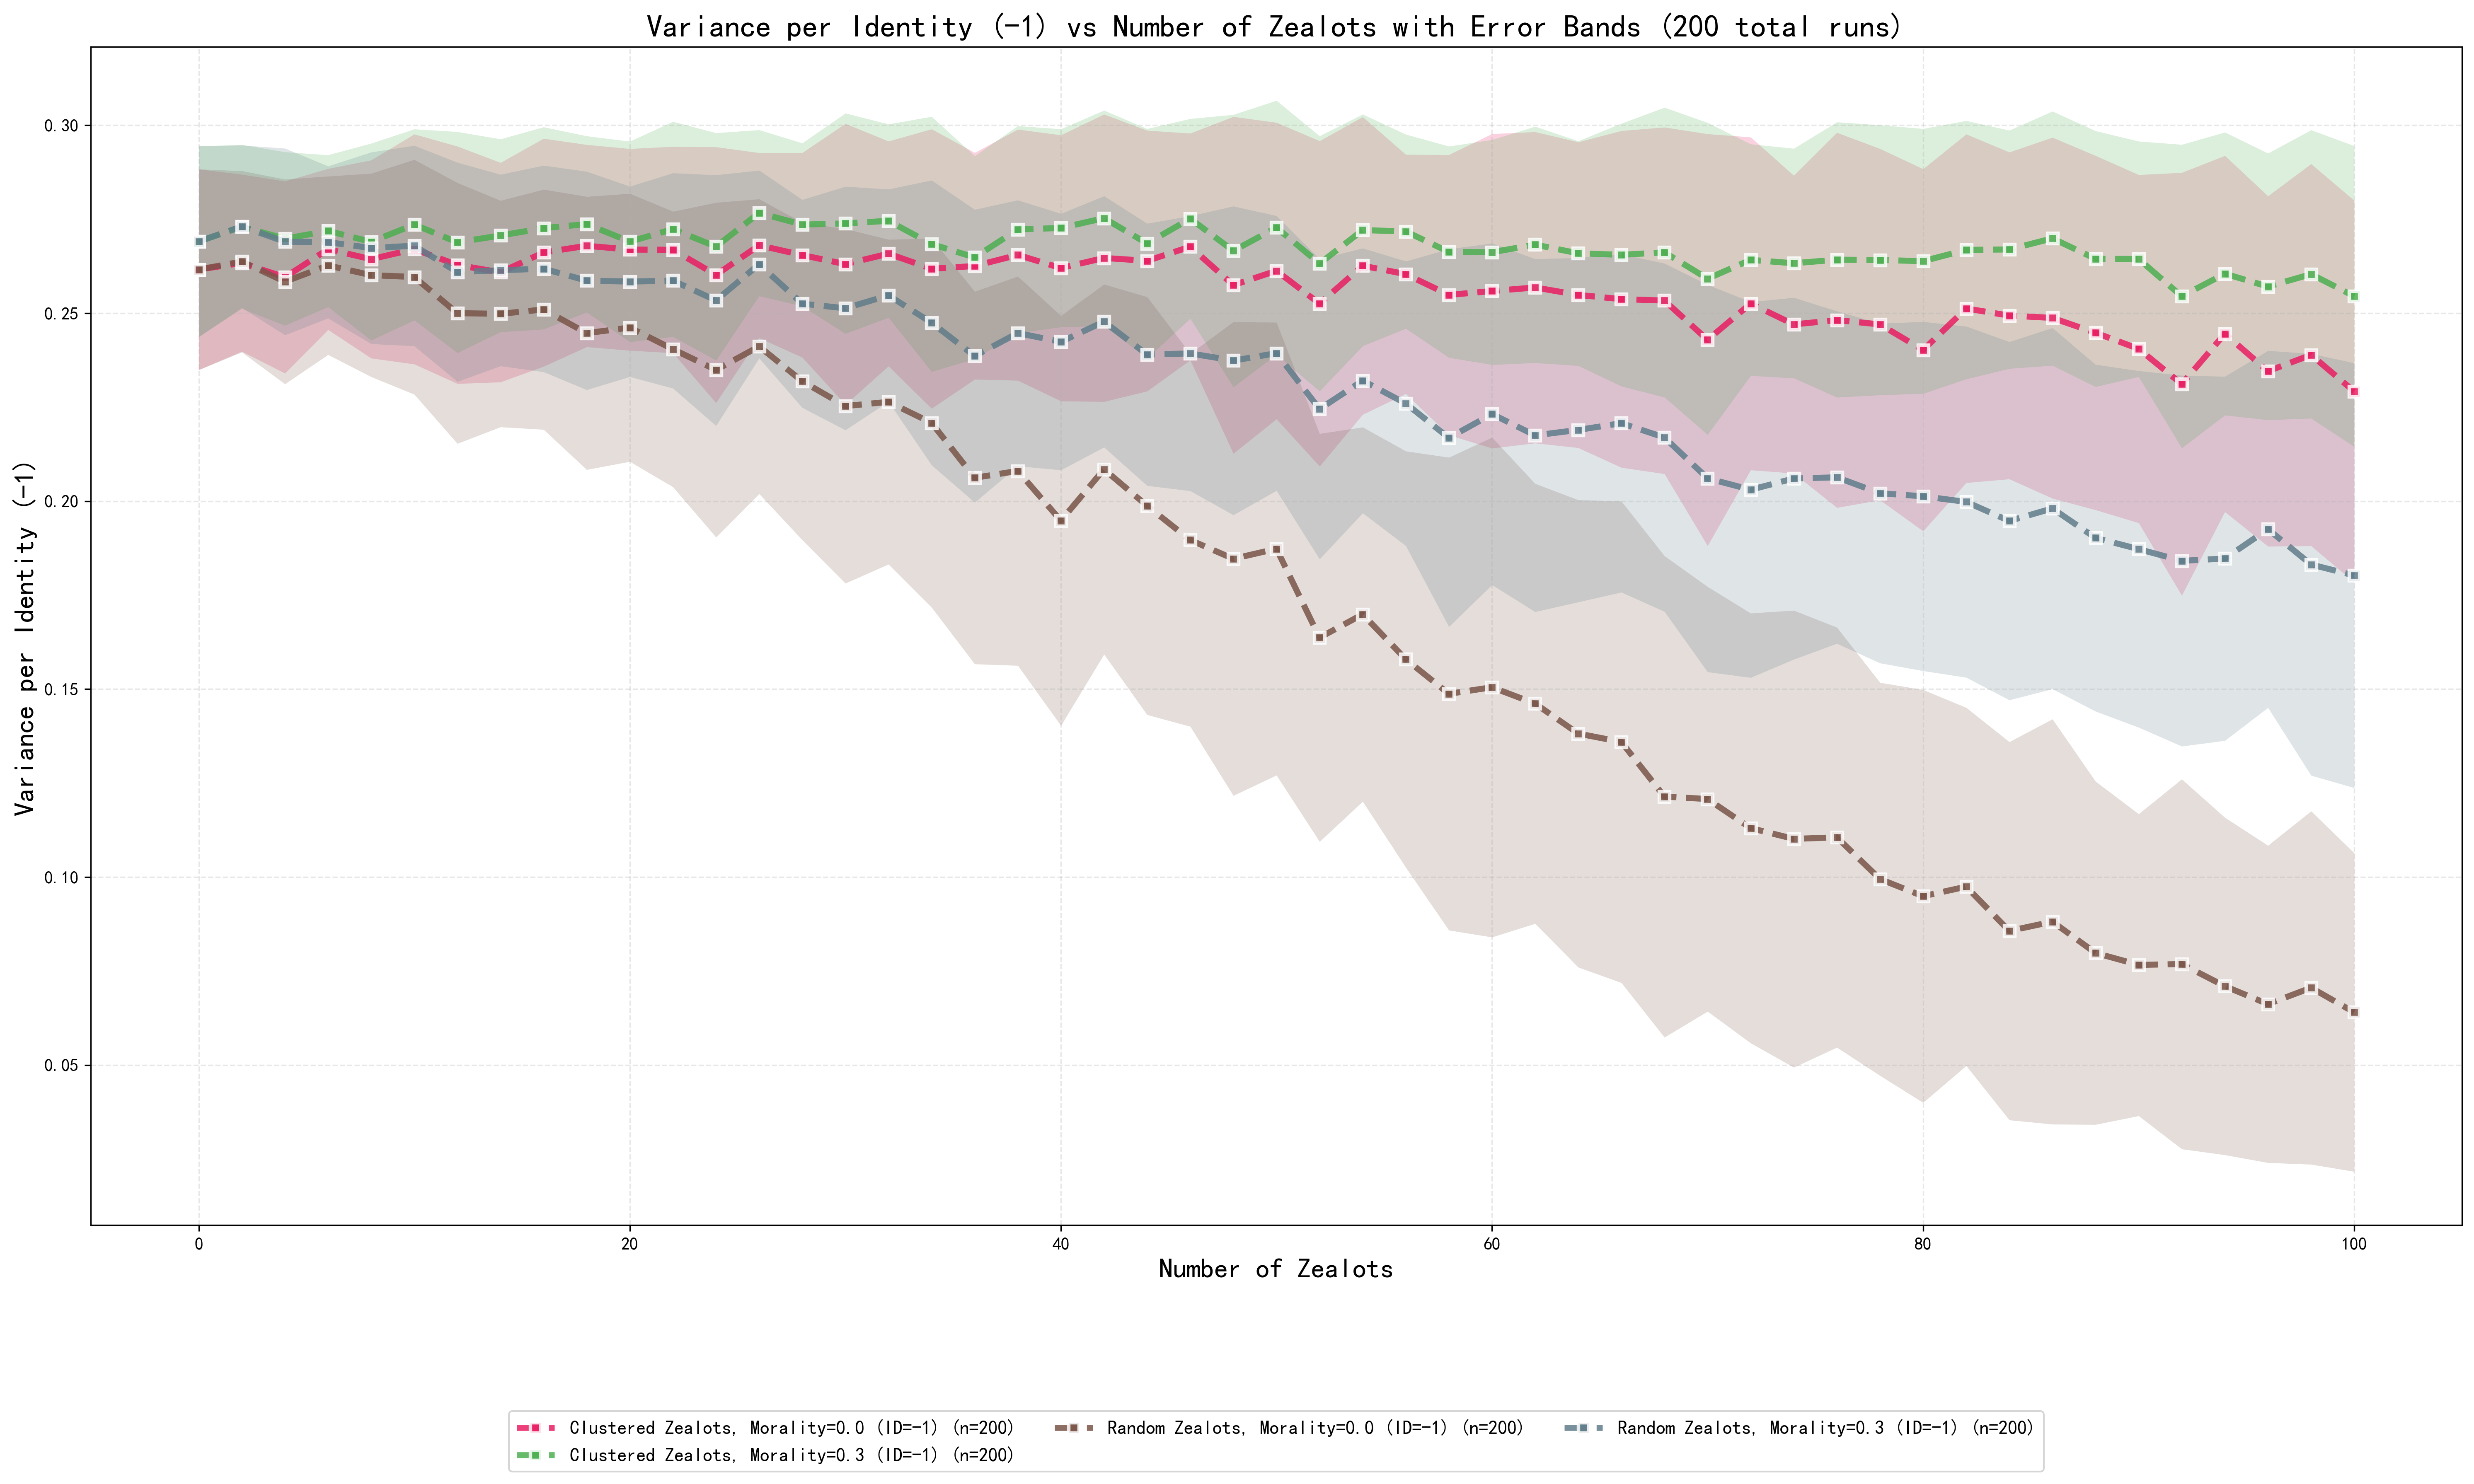 Variance per Identity (-1) vs Number of Zealots with Error Bands (200 total runs)
Variance per Identity (-1)
0.30
0.25
0.20
0.15
0.10
0.05
0
20
40
60
80
100
Number of Zealots
Clustered Zealots, Morality=0.0 (ID=-1) (n=200)
Clustered Zealots, Morality=0.3 (ID=-1) (n=200)
Random Zealots, Morality=0.0 (ID=-1) (n=200)
Random Zealots, Morality=0.3 (ID=-1) (n=200)